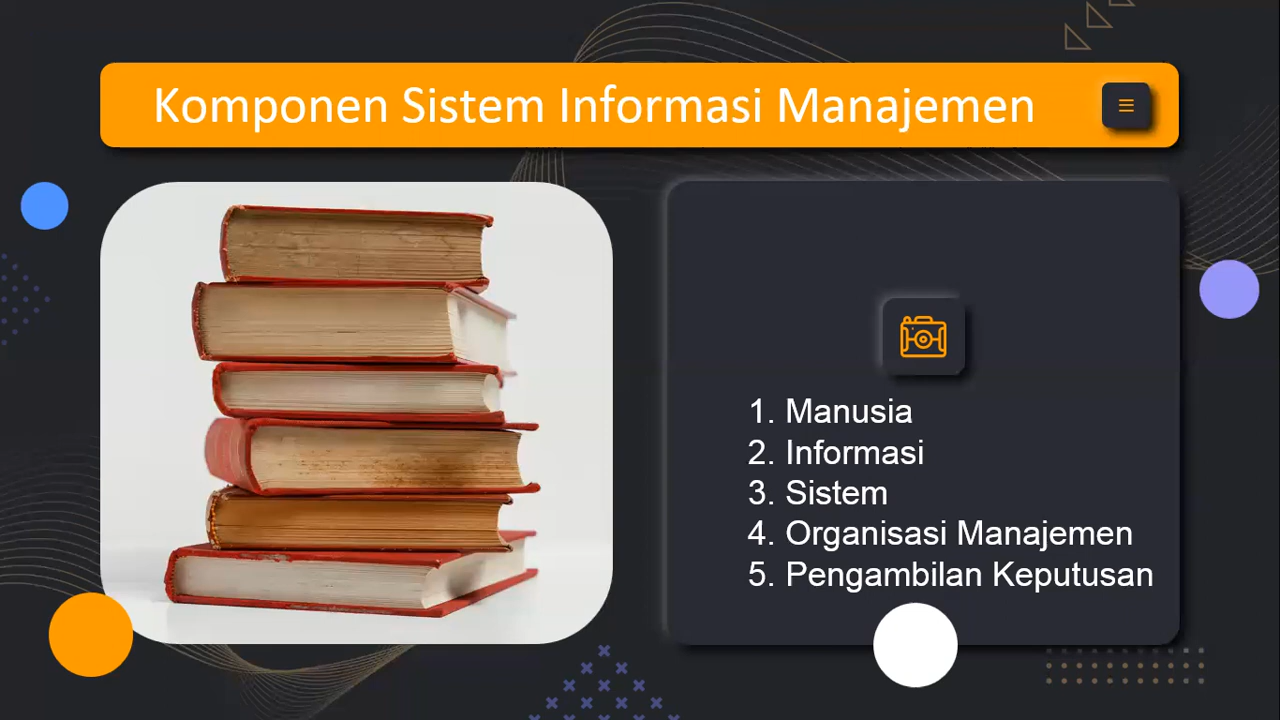 Komponen Sistem Informasi Manajemen
1. Manusia
2. Informasi
3. Sistem
4. Organisasi Manajemen
5. Pengambilan Keputusan